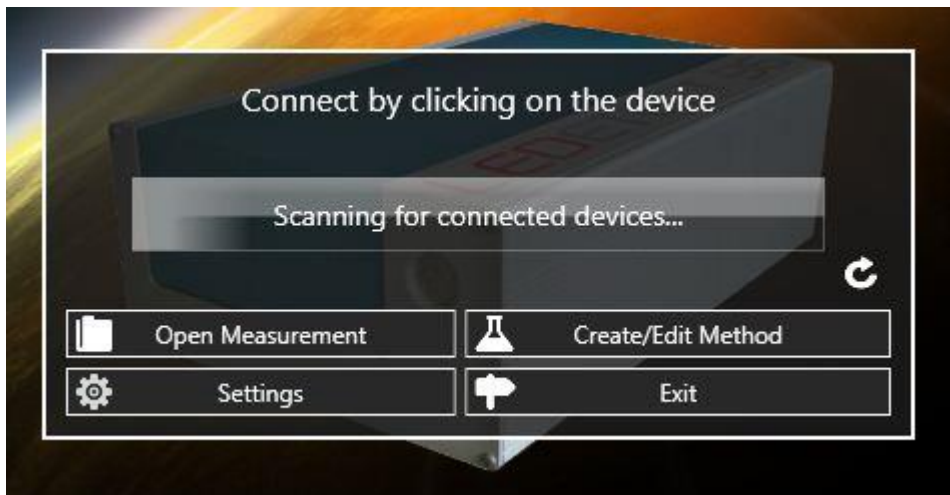 Connect by clicking on the device
Scanning for connected devices...
Open Measurement
Create/Edit Method
Settings
Exit